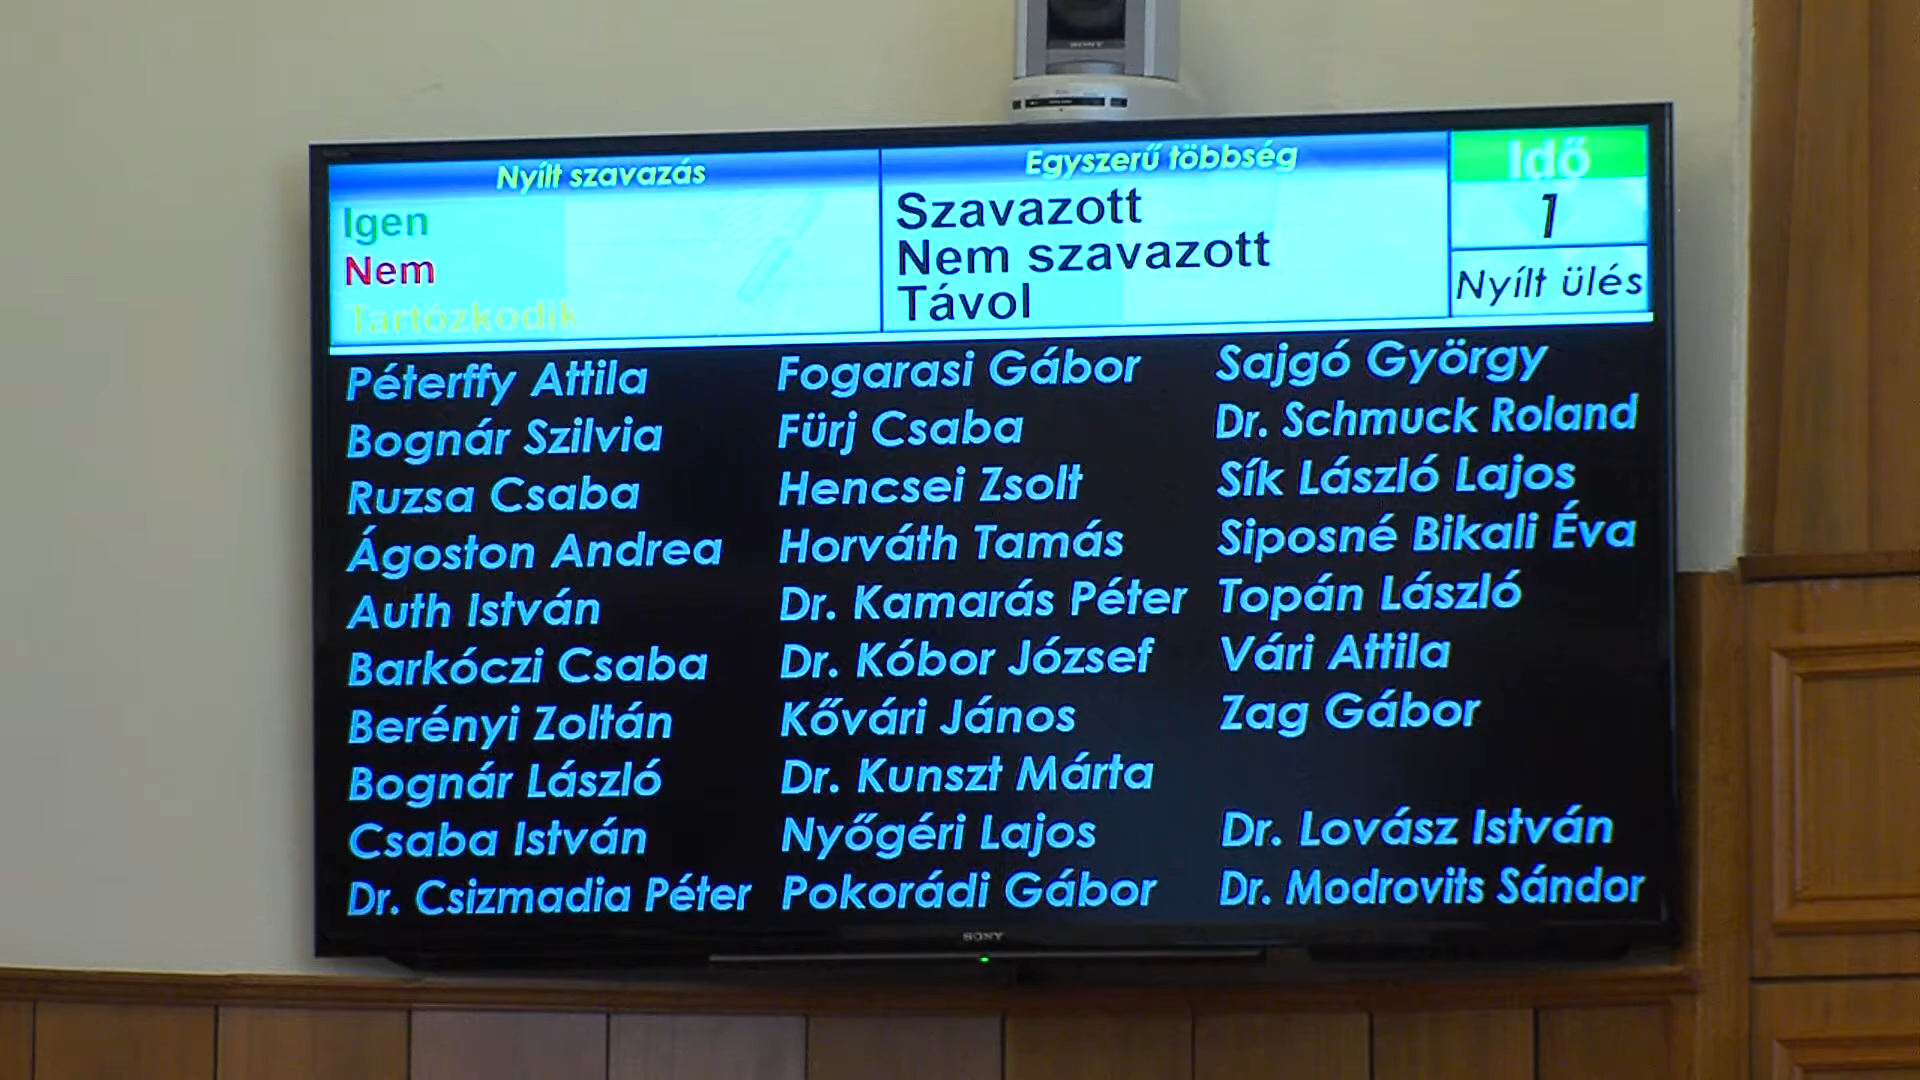 SONY
Nyílt szavazás
Igen
Nem
Tartózkodik
Egyszerű többség
Szavazott
Nem szavazott
Távol
Idő
1
Nyílt ülés
Péterffy Attila
Bognár Szilvia
Ruzsa Csaba
Ágoston Andrea
Auth István
Barkóczi Csaba
Berényi Zoltán
Bognár László
Csaba István
Dr. Csizmadia Péter
Fogarasi Gábor
Fürj Csaba
Hencsei Zsolt
Horváth Tamás
Dr. Kamarás Péter
Dr. Kóbor József
Kővári János
Dr. Kunszt Márta
Nyőgéri Lajos
Pokorádi Gábor
Sajgó György
Dr. Schmuck Roland
Sík László Lajos
Siposné Bikali Éva
Topán László
Vári Attila
Zag Gábor
Dr. Lovász István
Dr. Modrovits Sándor
SONY